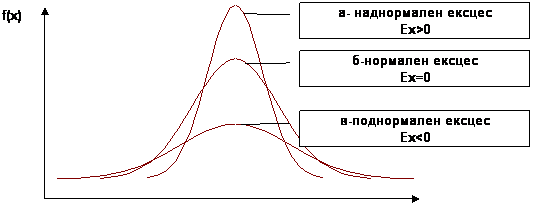 f(x)
а- наднормален ексцес
Ex>0
б-нормален ексцес
Ex=0
в-поднормален ексцес
Ex<0